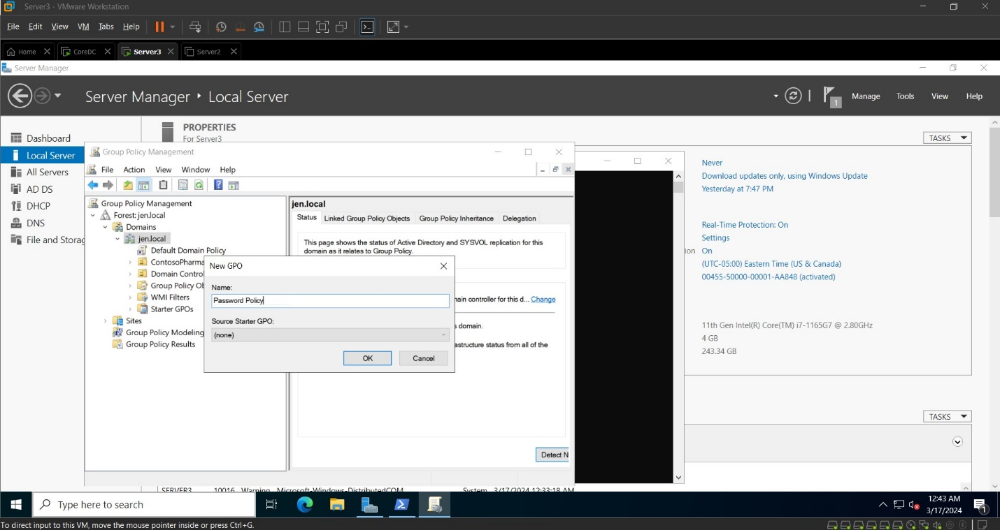 Server3 - VMware Workstation
File Edit View VM Tabs Help
Home CoreDC Server3 Server2
Server Manager
Server Manager Local Server
1 Manage Tools View Help
PROPERTIES
For Server3
TASKS
Dashboard
Local Server
All Servers
AD DS
DHCP
DNS
File and Storag
Group Policy Management
File Action View Window Help
Group Policy Management
Forest: jen.local
Domains
jen.local
Default Domain Policy
ContosoPharma
Domain Control
Group Policy Ob
WMI Filters
Starter GPOs
Sites
Group Policy Modeling
Group Policy Results
jen.local
Status Linked Group Policy Objects Group Policy Inheritance Delegation
This page shows the status of Active Directory and SYSVOL replication for this
domain as it relates to Group Policy.
main controller for this d... Change
s domain.
astructure status from all of the
Detect N
New GPO
Name:
Password Policy
Source Starter GPO:
(none)
OK Cancel
Never
Download updates only, using Windows Update
Yesterday at 7:47 PM
Real-Time Protection: On
Settings
ion On
(UTC-05:00) Eastern Time (US & Canada)
00455-50000-00001-AA848 (activated)
11th Gen Intel(R) Core(TM) i7-1165G7 @ 2.80GHz
4 GB
243.34 GB
TASKS
SERVER3 10016 Warning Microsoft-Windows-DistributedCOM System 3/17/2024 12:33:18 AM
Type here to search
12:43 AM
3/17/2024
1
To direct input to this VM, move the mouse pointer inside or press Ctrl+G.